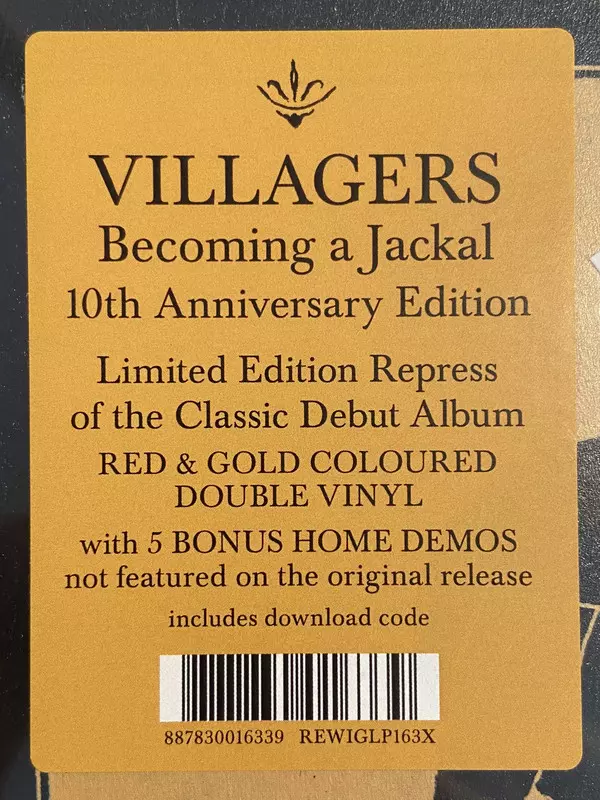 VILLAGERS
Becoming a Jackal
10th Anniversary Edition
Limited Edition Repress
of the Classic Debut Album
RED & GOLD COLOURED
DOUBLE VINYL
with 5 BONUS HOME DEMOS
not featured on the original release
includes download code
887830016339 REWIGLP163X